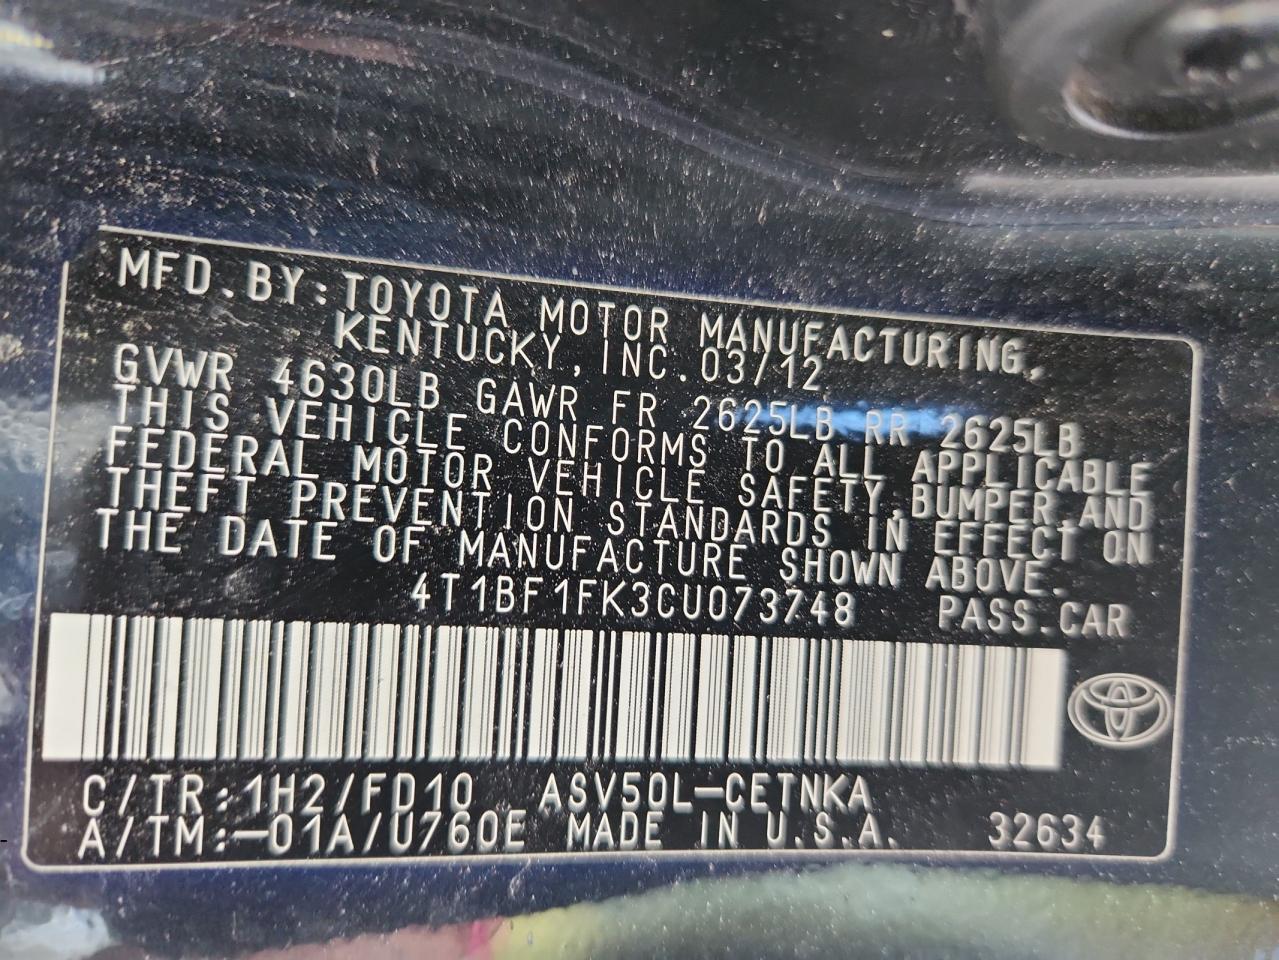 MFD.BY:TOYOTA MOTOR MANUFACTURING,
KENTUCKY, INC. 03/12
GVWR 4630LB GAWR FR 2625LB RR 2625LB
THIS VEHICLE CONFORMS TO ALL APPLICABLE
FEDERAL MOTOR VEHICLE SAFETY,BUMPER,AND
THEFT PREVENTION STANDARDS IN EFFECT ON
THE DATE OF MANUFACTURE SHOWN ABOVE.
4T1BF1FK3CU073748 PASS.CAR
C/TR:1H2/FD10 ASV50L-CETNKA
A/TM:-01A/U760E MADE IN U.S.A. 32634